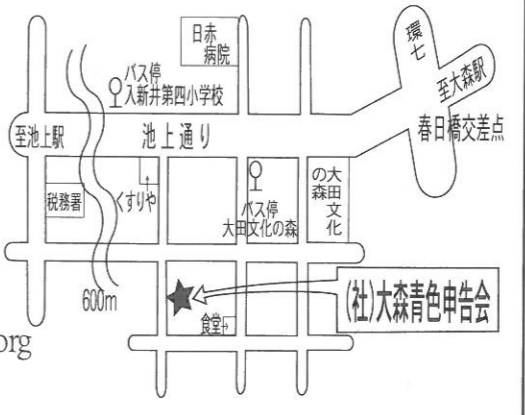 日赤
病院
環七
至大森駅
バス停
入新井第四小学校
至池上駅
池上通り
春日橋交差点
税務署
くすりや
バス停
大田文化の森
大田文化
の森
600m
(社)大森青色申告会
食堂
org